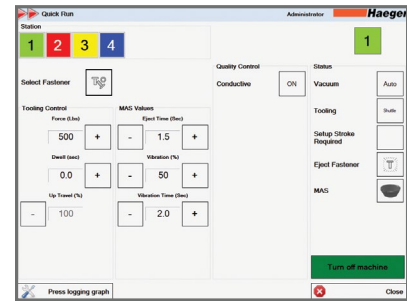 Quick Run
Administrator
Haeger
Station
1 2 3 4
1
Select Fastener
Quality Control
Conductive
ON
Status
Vacuum
Auto
Tooling
Shuttle
Setup Stroke
Required
Eject Fastener
MAS
Tooling Control
Force (Lbs)
500 +
Dwell (sec)
0.0 +
Up Travel (%)
- 100
MAS Values
Eject Time (Sec)
- 1.5 +
Vibration (%)
- 50 +
Vibration Time (Sec)
- 2.0 +
Turn off machine
Press logging graph
Close